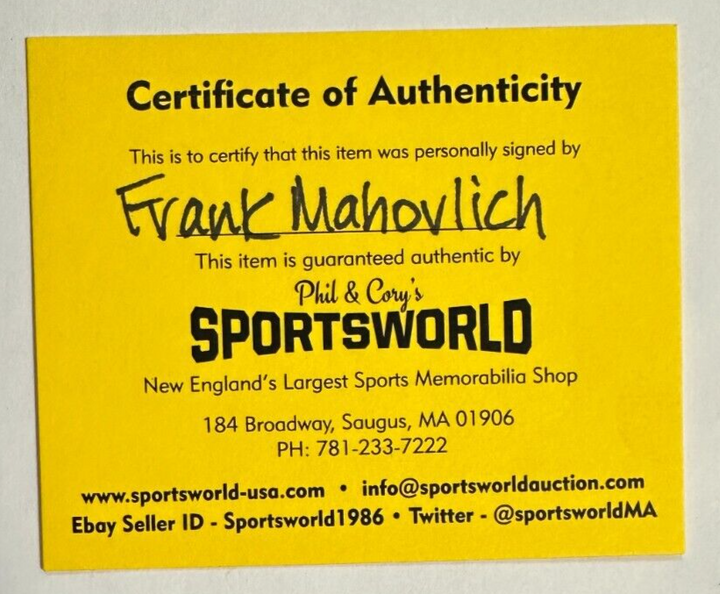 Certificate of Authenticity
This is to certify that this item was personally signed by
Frank Mahovlich
This item is guaranteed authentic by
Phil & Cory's
SPORTSWORLD
New England's Largest Sports Memorabilia Shop
184 Broadway, Saugus, MA 01906
PH: 781-233-7222
www.sportsworld-usa.com • info@sportsworldauction.com
Ebay Seller ID - Sportsworld1986 • Twitter - @sportsworldMA